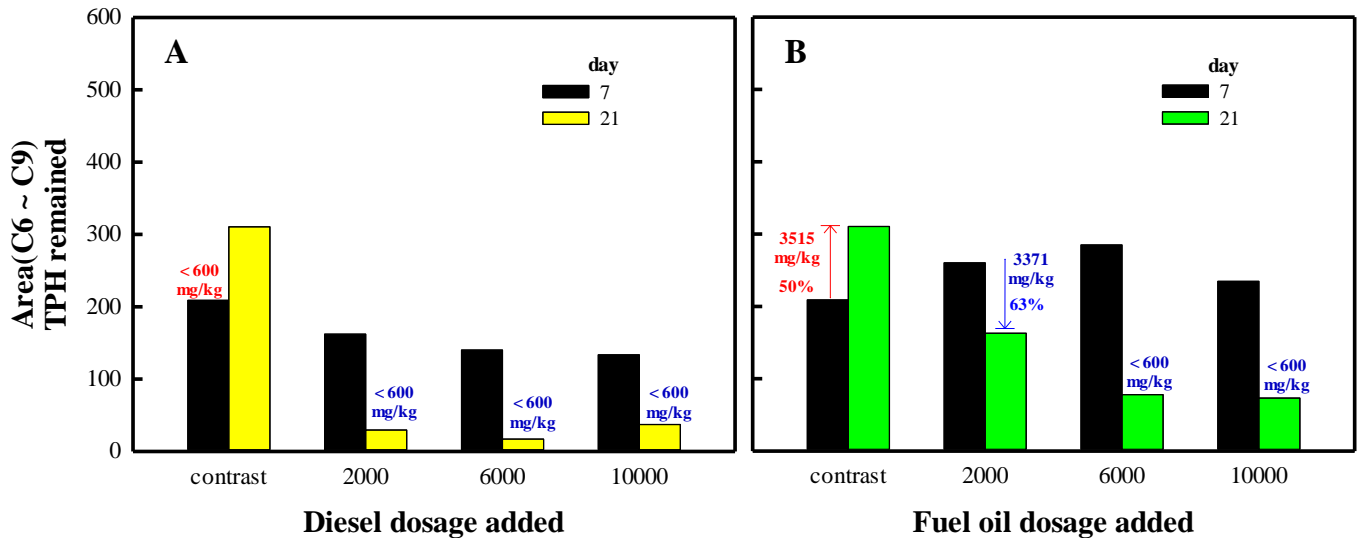 Area(C6 ~ C9)
TPH remained
600
500
400
300
200
100
0
A
day
7
21
< 600
mg/kg
< 600
mg/kg
< 600
mg/kg
< 600
mg/kg
contrast
2000
6000
10000
Diesel dosage added
B
day
7
21
3515
mg/kg
50%
3371
mg/kg
63%
< 600
mg/kg
< 600
mg/kg
contrast
2000
6000
10000
Fuel oil dosage added